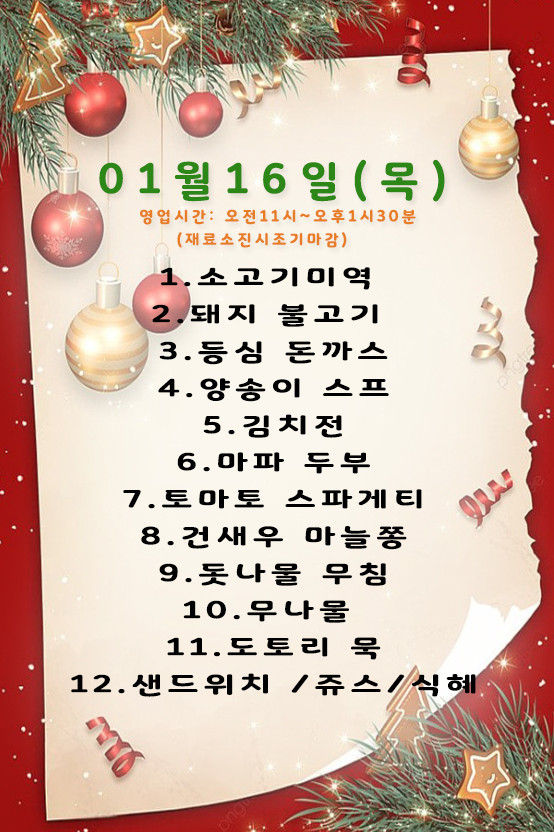 01월16일(목)
영업시간: 오전11시~오후1시30분
(재료소진시조기마감)
1.소고기미역
2.돼지 불고기
3.등심 돈까스
4.양송이 스프
5.김치전
6.마파 두부
7.토마토 스파게티
8.건새우 마늘쫑
9.돗나물 무침
10.무나물
11.도토리 묵
12.샌드위치 /쥬스/식혜